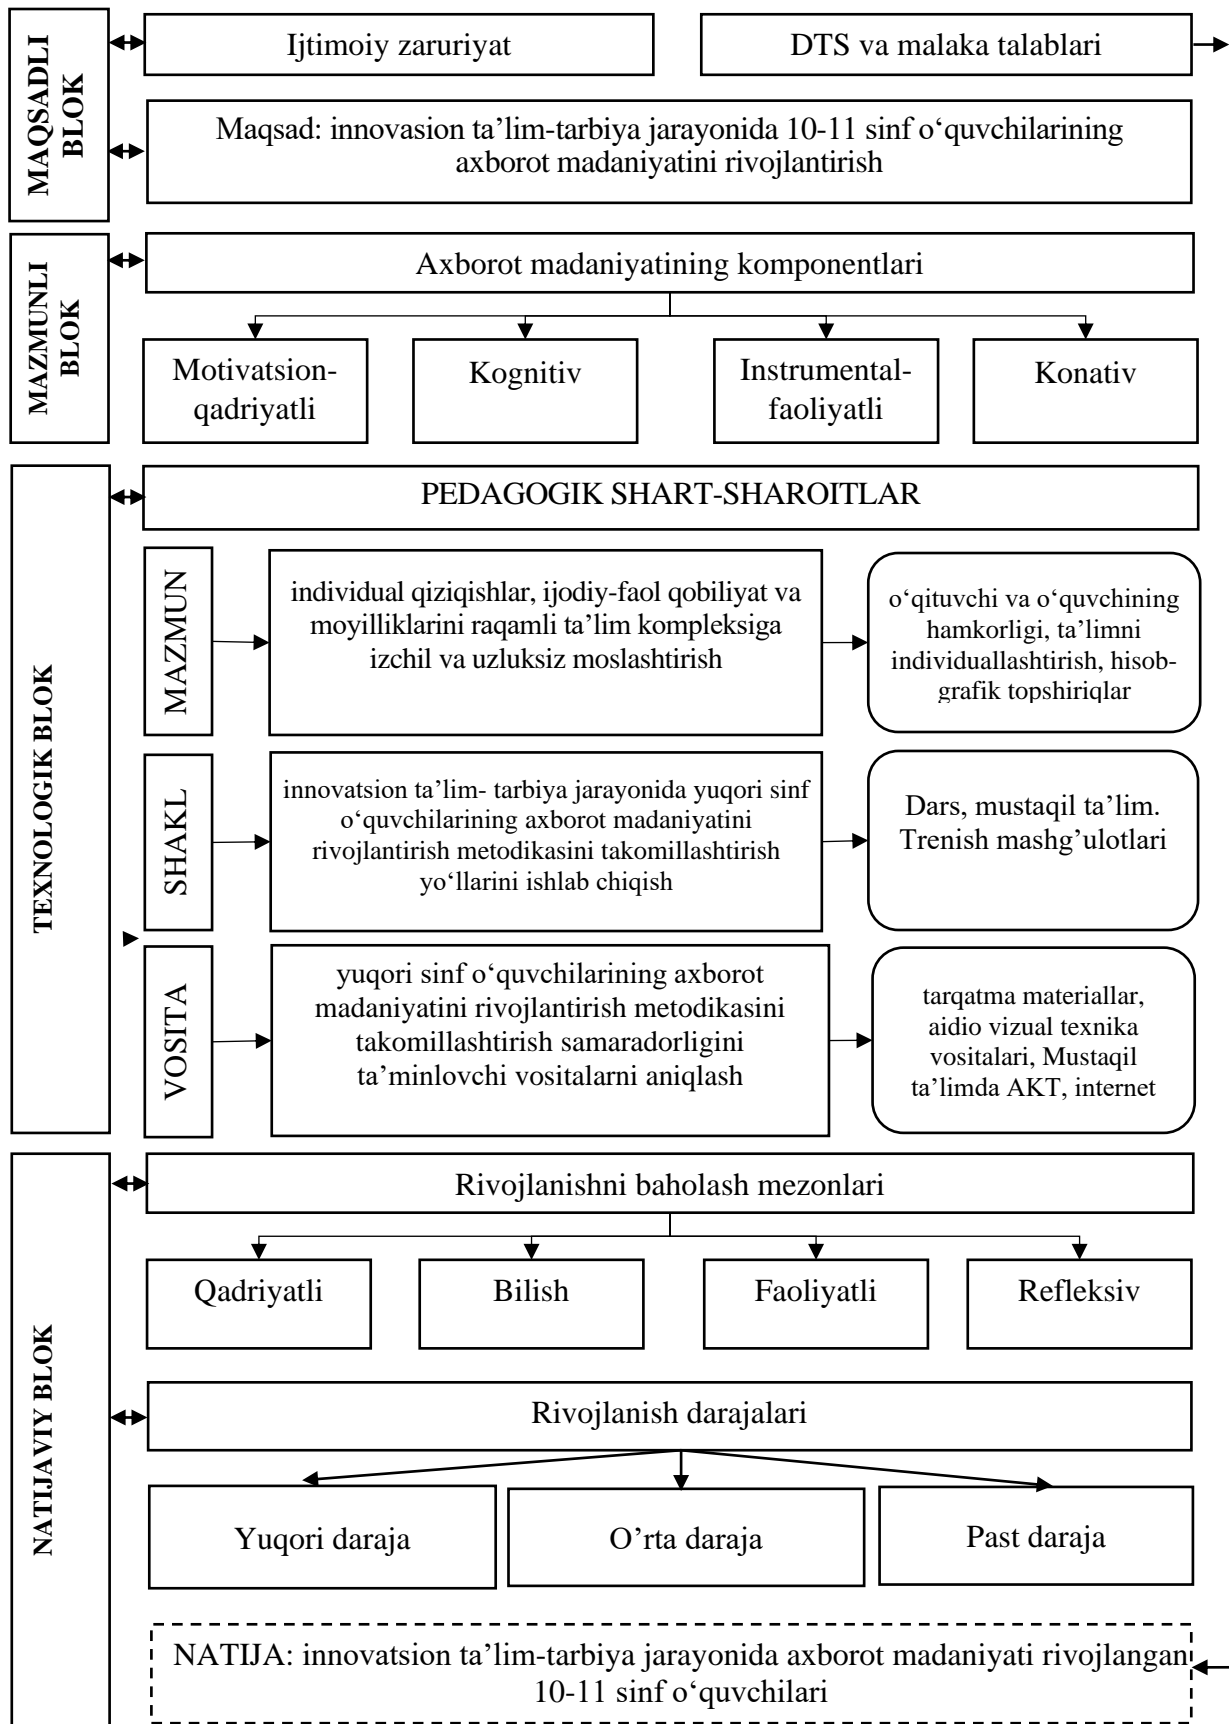 MAQSADLI
BLOK
Ijtimoiy zaruriyat
DTS va malaka talablari
Maqsad: innovasion ta’lim-tarbiya jarayonida 10-11 sinf o‘quvchilarining
axborot madaniyatini rivojlantirish
MAZMUNLI
BLOK
Axborot madaniyatining komponentlari
Motivatsion-
qadriyatli
Kognitiv
Instrumental-
faoliyatli
Konativ
TEXNOLOGIK BLOK
PEDAGOGIK SHART-SHAROITLAR
MAZMUN
individual qiziqishlar, ijodiy-faol qobiliyat va
moyilliklarini raqamli ta’lim kompleksiga
izchil va uzluksiz moslashtirish
o‘qituvchi va o‘quvchining
hamkorligi, ta’limni
individuallashtirish, hisob-
grafik topshiriqlar
SHAKL
innovatsion ta’lim- tarbiya jarayonida yuqori sinf
o‘quvchilarining axborot madaniyatini
rivojlantirish metodikasini takomillashtirish
yo‘llarini ishlab chiqish
Dars, mustaqil ta’lim.
Trenish mashg’ulotlari
VOSITA
yuqori sinf o‘quvchilarining axborot
madaniyatini rivojlantirish metodikasini
takomillashtirish samaradorligini
ta’minlovchi vositalarni aniqlash
tarqatma materiallar,
aidio vizual texnika
vositalari, Mustaqil
ta’limda AKT, internet
NATIJAVIY BLOK
Rivojlanishni baholash mezonlari
Qadriyatli
Bilish
Faoliyatli
Refleksiv
Rivojlanish darajalari
Yuqori daraja
O’rta daraja
Past daraja
NATIJA: innovatsion ta’lim-tarbiya jarayonida axborot madaniyati rivojlangan
10-11 sinf o‘quvchilari